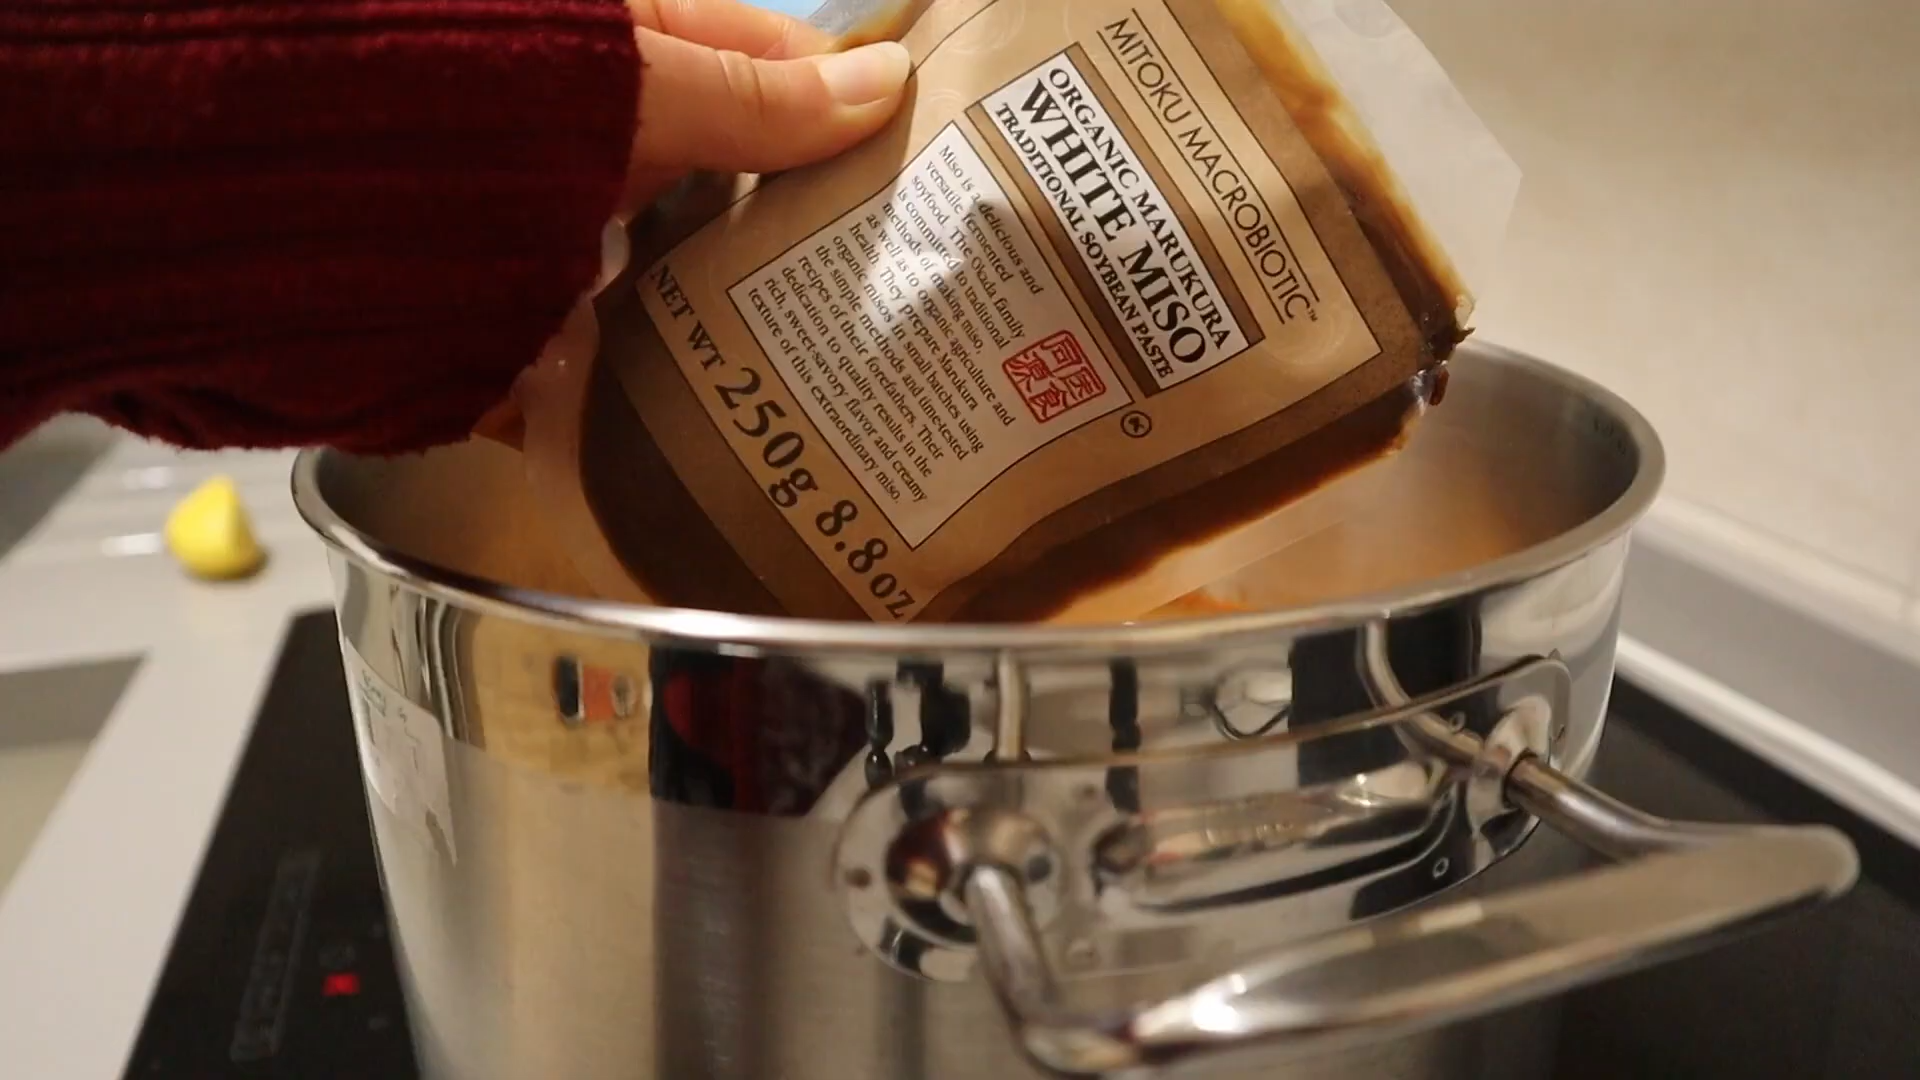 MITOKU MACROBIOTIC™
ORGANIC MARUKURA
WHITE MISO
TRADITIONAL SOYBEAN PASTE
Miso is a delicious and
versatile fermented
soyfood. The Okada family
is committed to traditional
methods of making miso,
as well as to organic agriculture and
health. They prepare Marukura
organic misos in small batches using
the simple methods and time-tested
recipes of their forefathers. Their
dedication to quality results in the
rich, sweet-savory flavor and creamy
texture of this extraordinary miso.
医食
同源
K
NET WT 250g 8.8oz